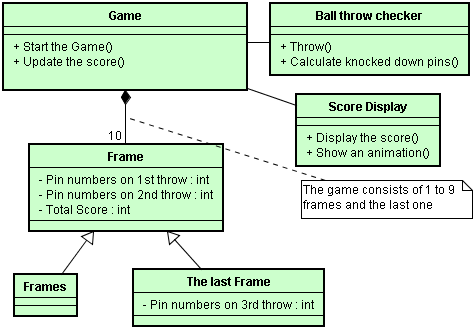 Game
+ Start the Game()
+ Update the score()
Ball throw checker
+ Throw()
+ Calculate knocked down pins()
Score Display
+ Display the score()
+ Show an animation()
10
Frame
- Pin numbers on 1st throw : int
- Pin numbers on 2nd throw : int
- Total Score : int
The game consists of 1 to 9
frames and the last one
Frames
The last Frame
- Pin numbers on 3rd throw : int